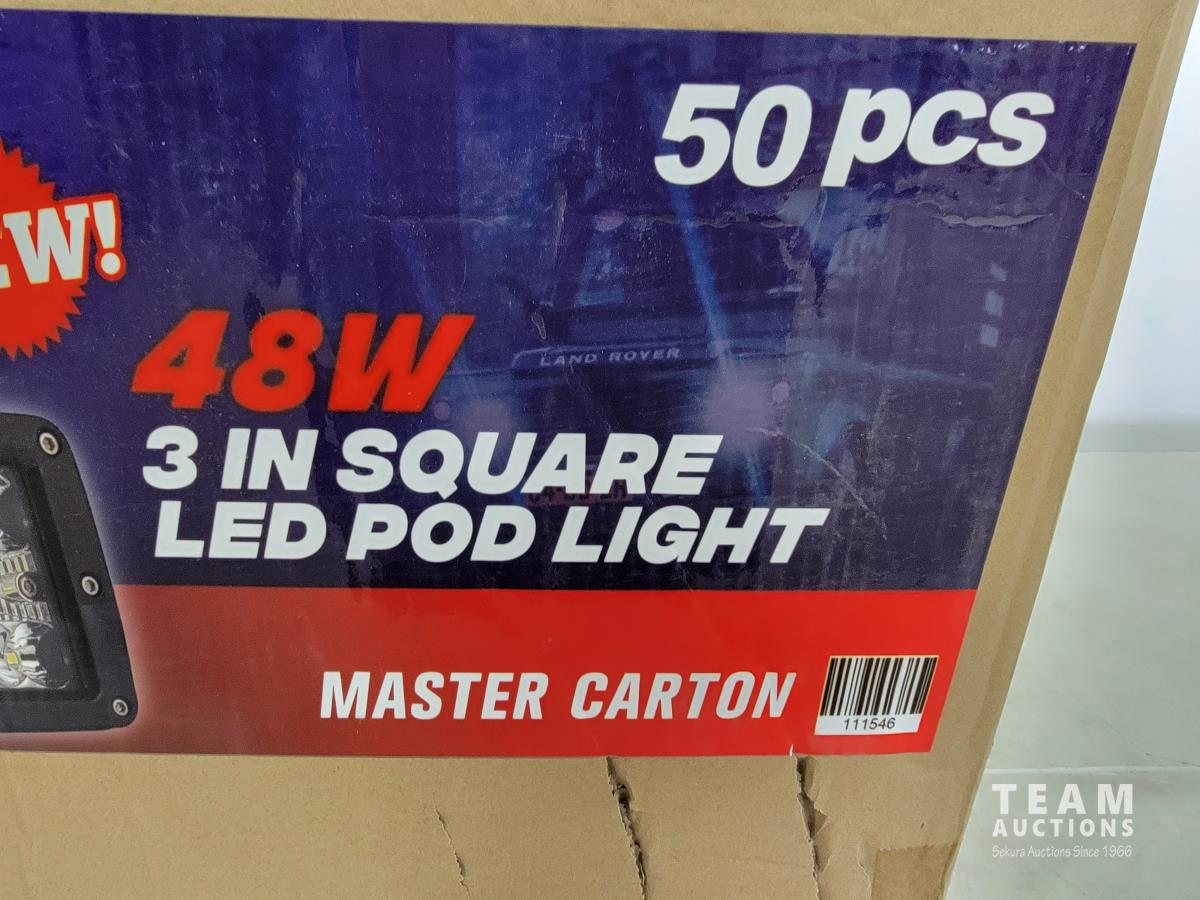 50 pcs
EW!
48W
LAND ROVER
3 IN SQUARE
LED POD LIGHT
MASTER CARTON
111546
TEAM
AUCTIONS
Sekura Auctions Since 1966